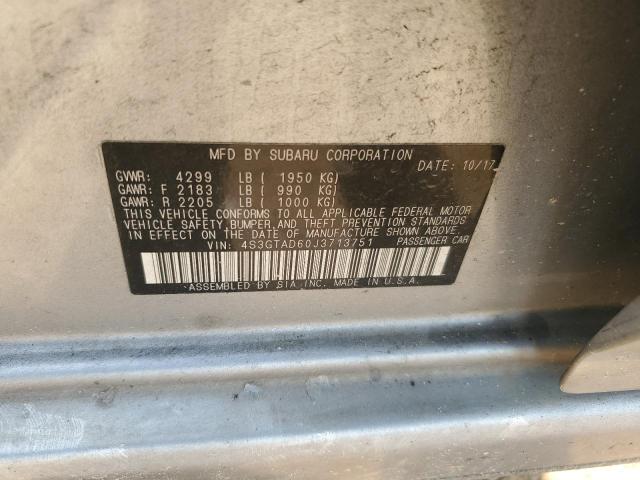 MFD BY SUBARU CORPORATION
DATE: 10/17
GVWR: 4299 LB ( 1950 KG)
GAWR: F 2183 LB ( 990 KG)
GAWR: R 2205 LB ( 1000 KG)
THIS VEHICLE CONFORMS TO ALL APPLICABLE FEDERAL MOTOR
VEHICLE SAFETY, BUMPER, AND THEFT PREVENTION STANDARDS
IN EFFECT ON THE DATE OF MANUFACTURE SHOWN ABOVE.
VIN: 4S3GTAD60J3713751 PASSENGER CAR
ASSEMBLED BY SIA, INC. MADE IN U.S.A.